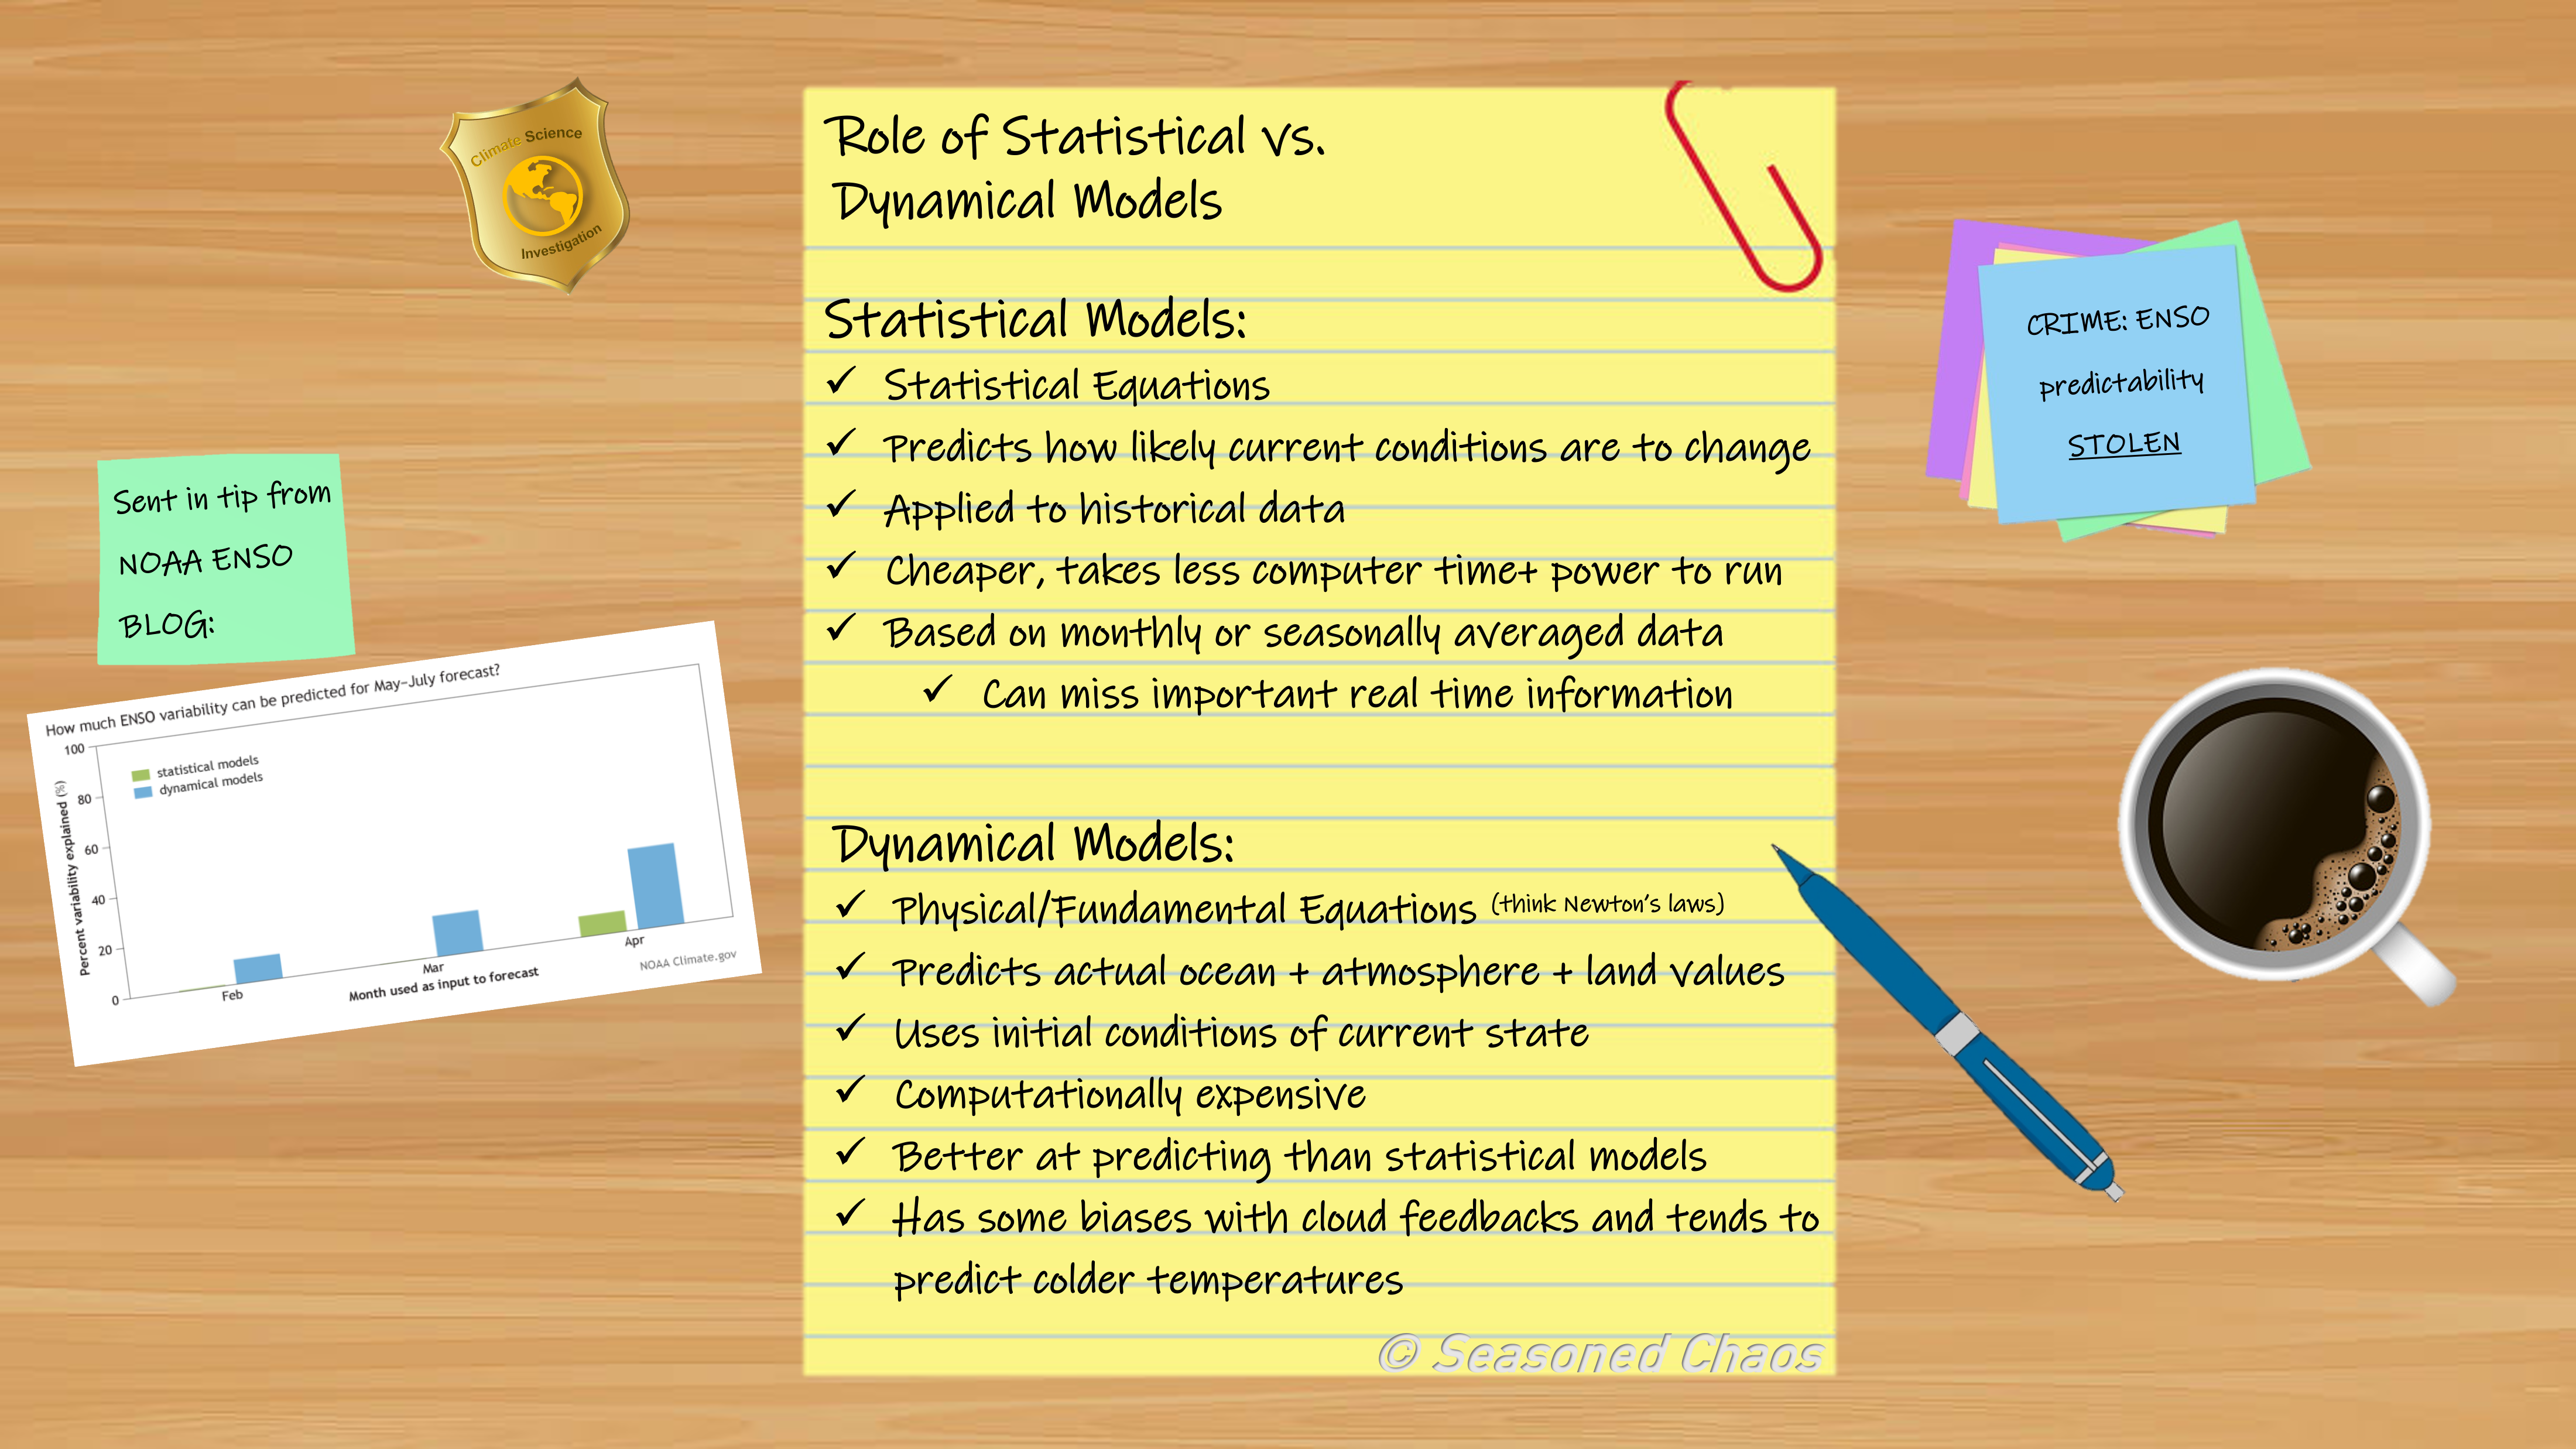 Climate Science
Investigation
Role of Statistical vs.
Dynamical Models
Statistical Models:
✓ Statistical Equations
✓ Predicts how likely current conditions are to change
✓ Applied to historical data
✓ Cheaper, takes less computer time+ power to run
✓ Based on monthly or seasonally averaged data
✓ Can miss important real time information
Dynamical Models:
✓ Physical/Fundamental Equations (think Newton's laws)
✓ Predicts actual ocean + atmosphere + land values
✓ Uses initial conditions of current state
✓ Computationally expensive
✓ Better at predicting than statistical models
✓ Has some biases with cloud feedbacks and tends to
predict colder temperatures
© Seasoned Chaos
CRIME: ENSO
predictability
STOLEN
Sent in tip from
NOAA ENSO
BLOG:
How much ENSO variability can be predicted for May–July forecast?
Percent variability explained (%)
100
80
60
40
20
0
statistical models
dynamical models
Feb
Mar
Apr
Month used as input to forecast
NOAA Climate.gov